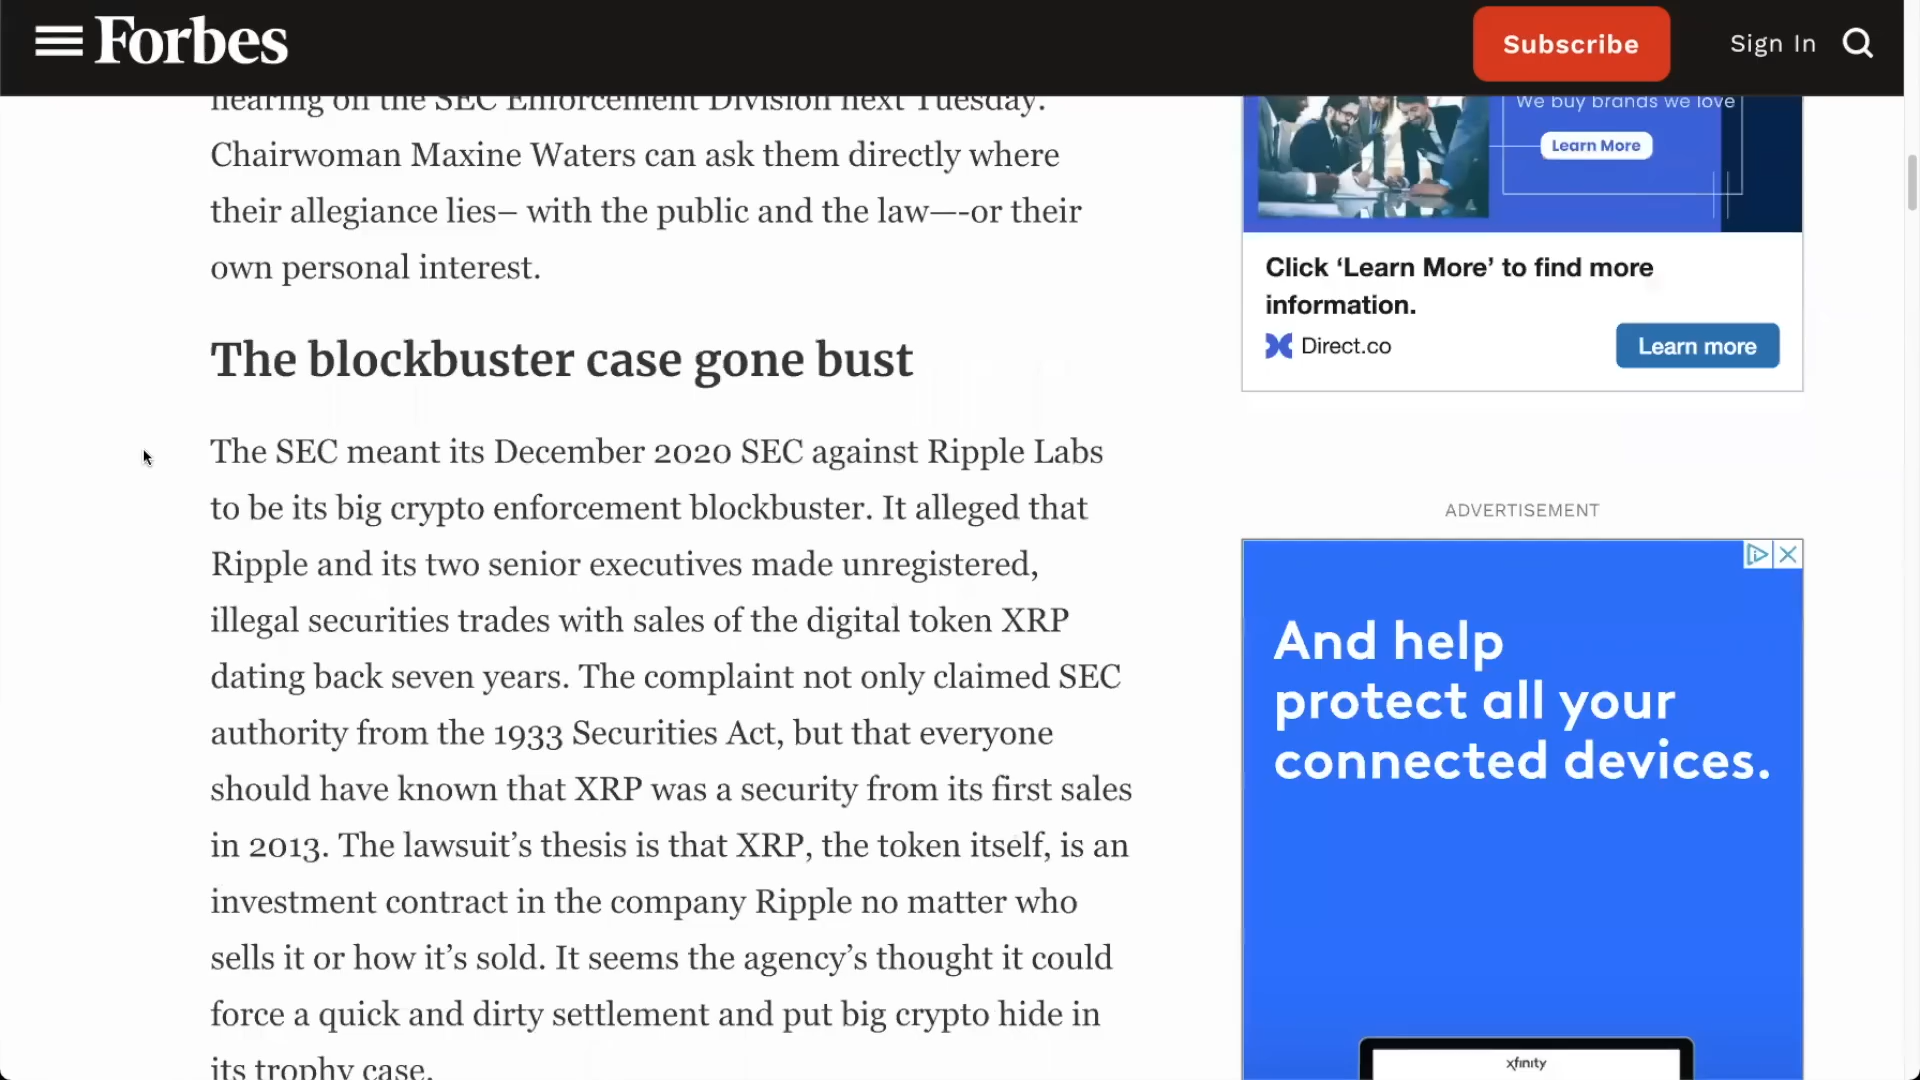 Forbes
Subscribe
Sign In
hearing on the SEC Enforcement Division next Tuesday.
Chairwoman Maxine Waters can ask them directly where
their allegiance lies– with the public and the law—-or their
own personal interest.
The blockbuster case gone bust
The SEC meant its December 2020 SEC against Ripple Labs
to be its big crypto enforcement blockbuster. It alleged that
Ripple and its two senior executives made unregistered,
illegal securities trades with sales of the digital token XRP
dating back seven years. The complaint not only claimed SEC
authority from the 1933 Securities Act, but that everyone
should have known that XRP was a security from its first sales
in 2013. The lawsuit’s thesis is that XRP, the token itself, is an
investment contract in the company Ripple no matter who
sells it or how it’s sold. It seems the agency’s thought it could
force a quick and dirty settlement and put big crypto hide in
its trophy case.
We buy brands we love
Learn More
Click ‘Learn More’ to find more
information.
Direct.co
Learn more
ADVERTISEMENT
And help
protect all your
connected devices.
xfinity